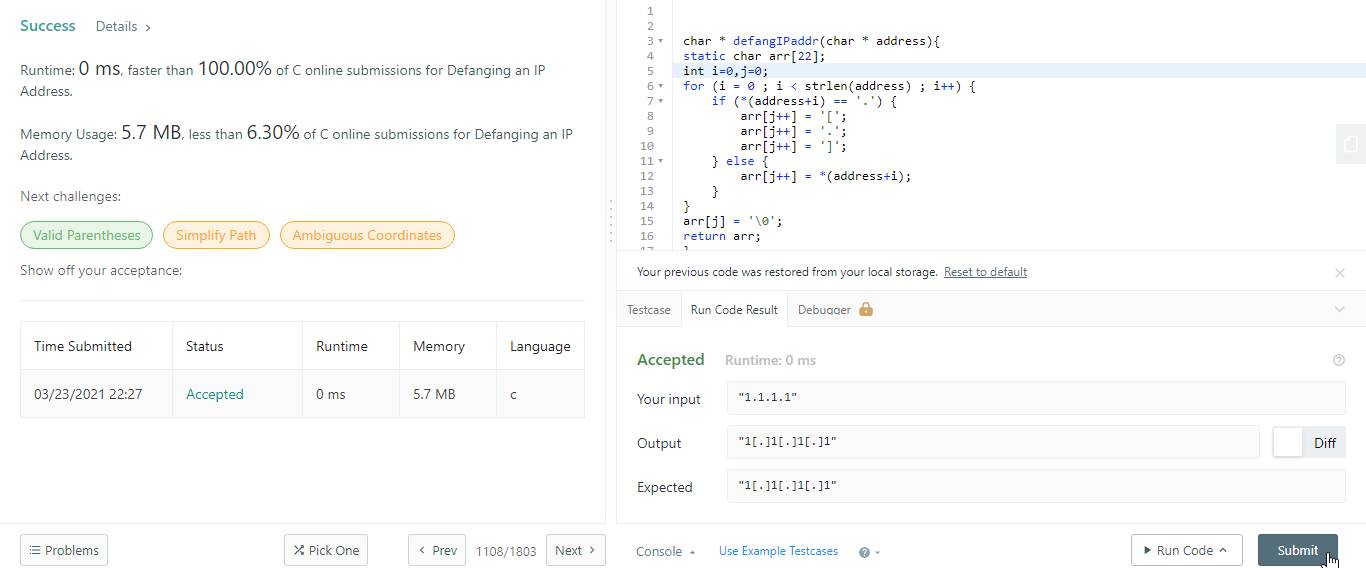 Success Details >
Runtime: 0 ms, faster than 100.00% of C online submissions for Defanging an IP
Address.
Memory Usage: 5.7 MB, less than 6.30% of C online submissions for Defanging an IP
Address.
Next challenges:
Valid Parentheses Simplify Path Ambiguous Coordinates
Show off your acceptance:
Time Submitted Status Runtime Memory Language
03/23/2021 22:27 Accepted 0 ms 5.7 MB c
Problems Pick One < Prev 1108/1803 Next >
1
2
3 char * defangIPaddr(char * address){
4 static char arr[22];
5 int i=0,j=0;
6 for (i = 0 ; i < strlen(address) ; i++) {
7 if (*(address+i) == '.') {
8 arr[j++] = '[';
9 arr[j++] = '.';
10 arr[j++] = ']';
11 } else {
12 arr[j++] = *(address+i);
13 }
14 }
15 arr[j] = '\0';
16 return arr;
17 }
Your previous code was restored from your local storage. Reset to default
Testcase Run Code Result Debugger
Accepted Runtime: 0 ms
Your input "1.1.1.1"
Output "1[.]1[.]1[.]1" Diff
Expected "1[.]1[.]1[.]1"
Console Use Example Testcases Run Code Submit